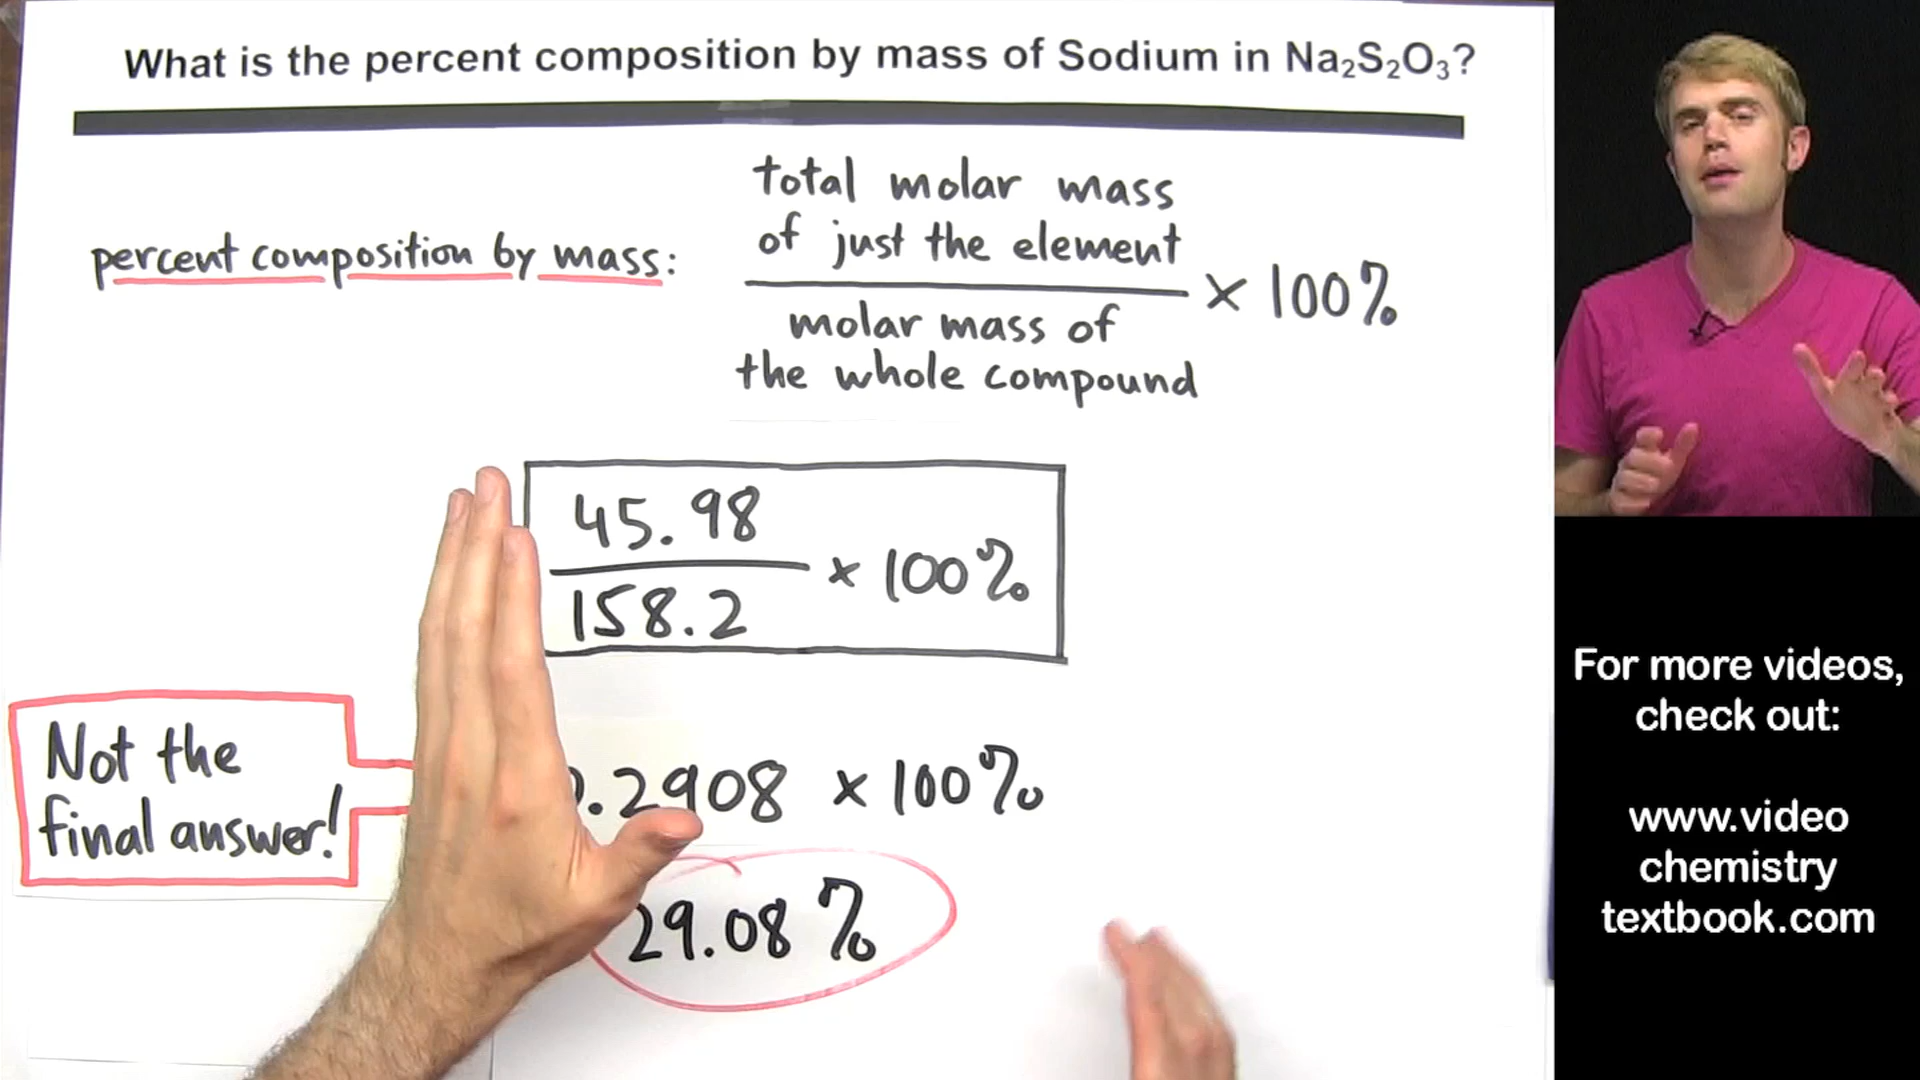 What is the percent composition by mass of Sodium in Na₂S₂O₃?
percent composition by mass:
total molar mass
of just the element
molar mass of
the whole compound
× 100%
45.98
158.2
× 100%
Not the
final answer!
.2908 × 100%
29.08%
For more videos,
check out:
www.video
chemistry
textbook.com